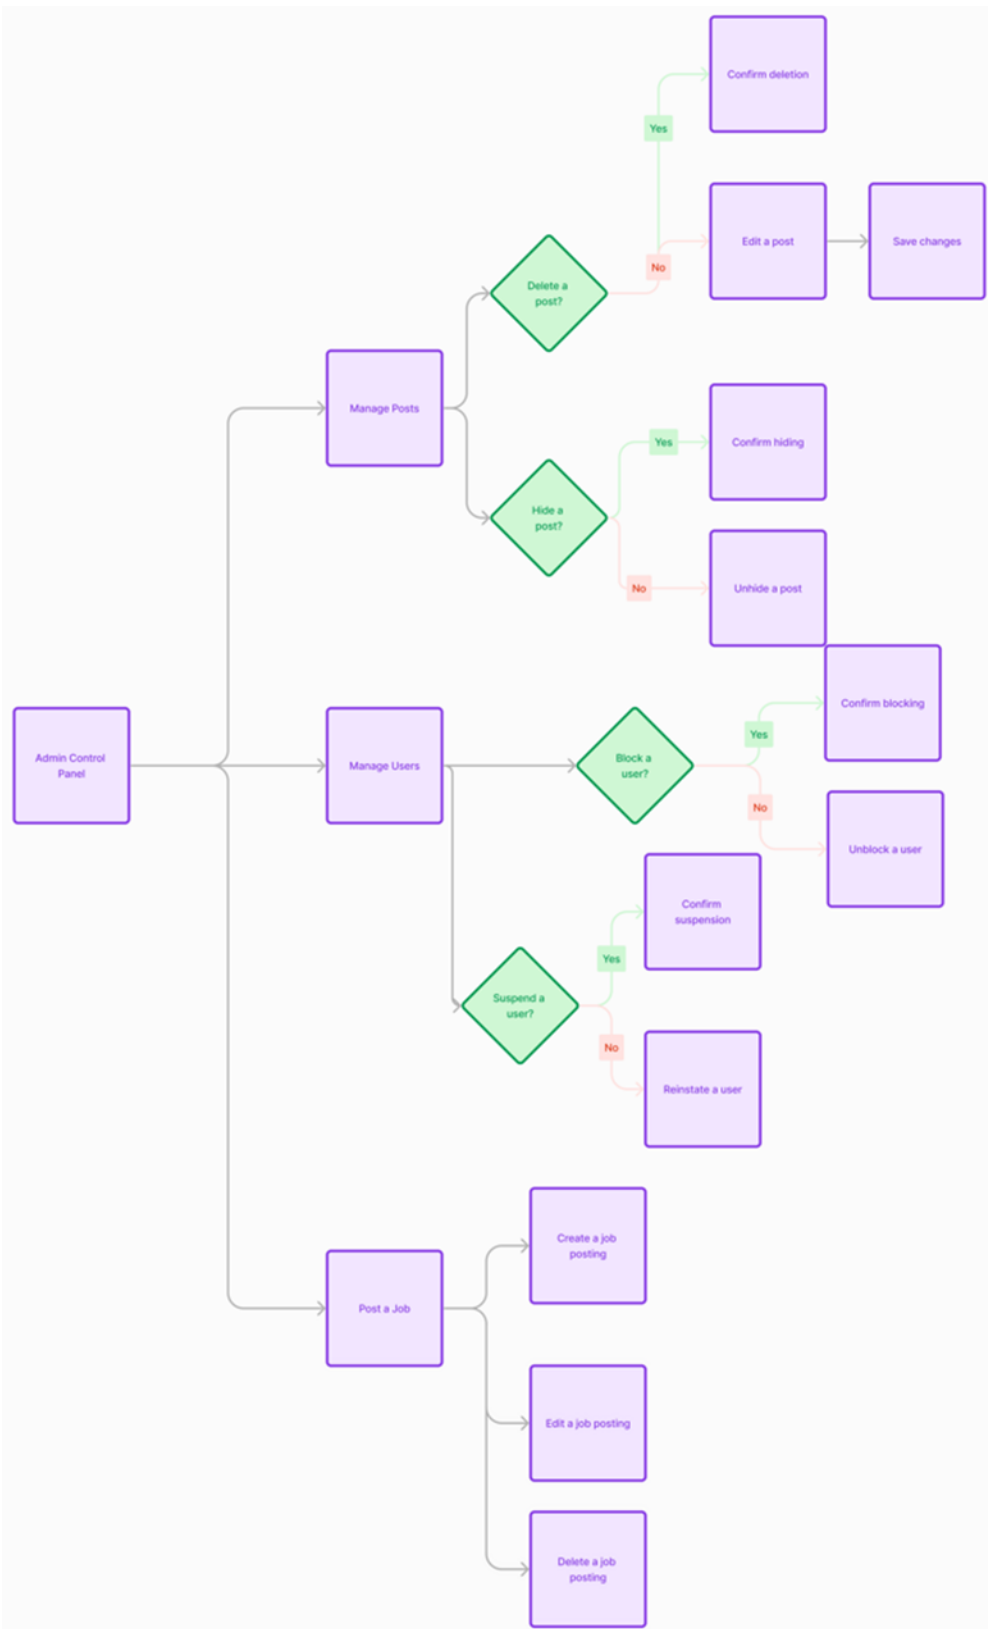 Confirm deletion
Yes
Edit a post
Save changes
No
Delete a
post?
Manage Posts
Yes
Confirm hiding
Hide a
post?
No
Unhide a post
Admin Control
Panel
Manage Users
Block a
user?
Yes
Confirm blocking
No
Unblock a user
Confirm
suspension
Yes
Suspend a
user?
No
Reinstate a user
Create a job
posting
Post a Job
Edit a job posting
Delete a job
posting